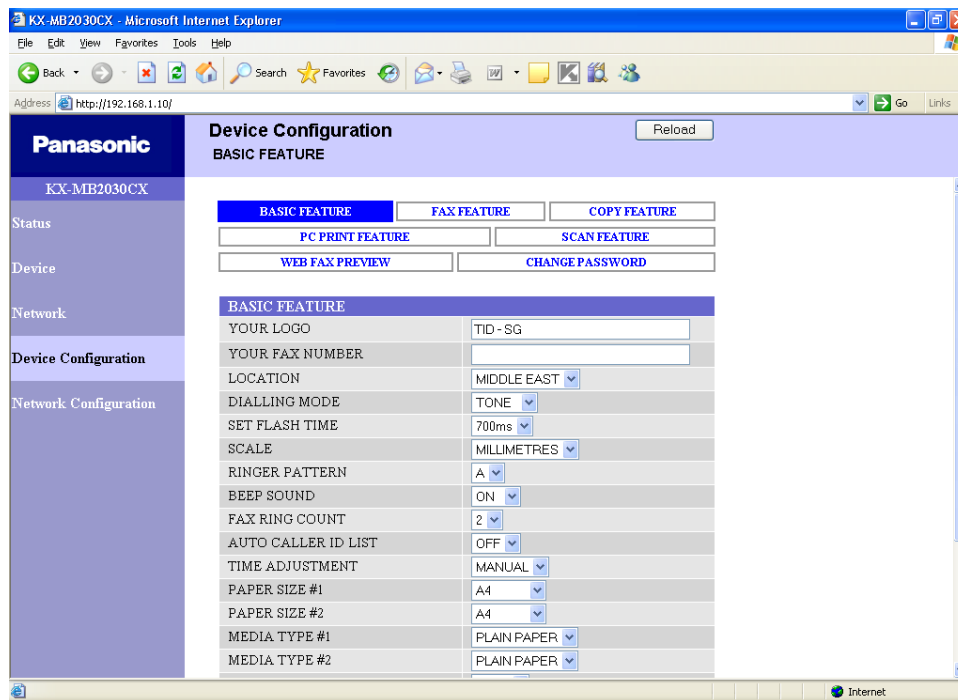 KX-MB2030CX - Microsoft Internet Explorer
File Edit View Favorites Tools Help
Back Search Favorites W K
Address http://192.168.1.10/ Go Links
Panasonic
Device Configuration Reload
BASIC FEATURE
KX-MB2030CX
Status
Device
Network
Device Configuration
Network Configuration
BASIC FEATURE FAX FEATURE COPY FEATURE
PC PRINT FEATURE SCAN FEATURE
WEB FAX PREVIEW CHANGE PASSWORD
BASIC FEATURE
YOUR LOGO TID - SG
YOUR FAX NUMBER
LOCATION MIDDLE EAST
DIALLING MODE TONE
SET FLASH TIME 700ms
SCALE MILLIMETRES
RINGER PATTERN A
BEEP SOUND ON
FAX RING COUNT 2
AUTO CALLER ID LIST OFF
TIME ADJUSTMENT MANUAL
PAPER SIZE #1 A4
PAPER SIZE #2 A4
MEDIA TYPE #1 PLAIN PAPER
MEDIA TYPE #2 PLAIN PAPER
Internet